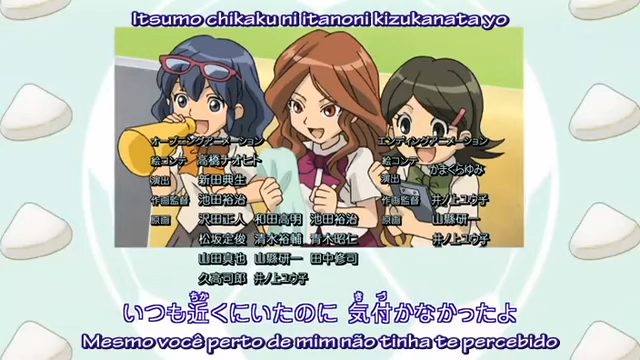 Itsumo chikaku ni itanoni kizukanata yo
オープニングアニメーション
絵コンテ 高橋ナオヒト
演出 新田典生
作画監督 池田裕治
原画 沢田正人 和田高明 池田裕治
松坂定俊 清水裕輔 青木昭仁
山田真也 山縣研一 田中修司
久高司郎 井ノ上ユウ子
エンディングアニメーション
絵コンテ
演出 かまくらゆみ
作画監督 井ノ上ユウ子
原画 山縣研一
井ノ上ユウ子
ちか き づ
いつも近くにいたのに 気付かなかったよ
Mesmo você perto de mim não tinha te percebido